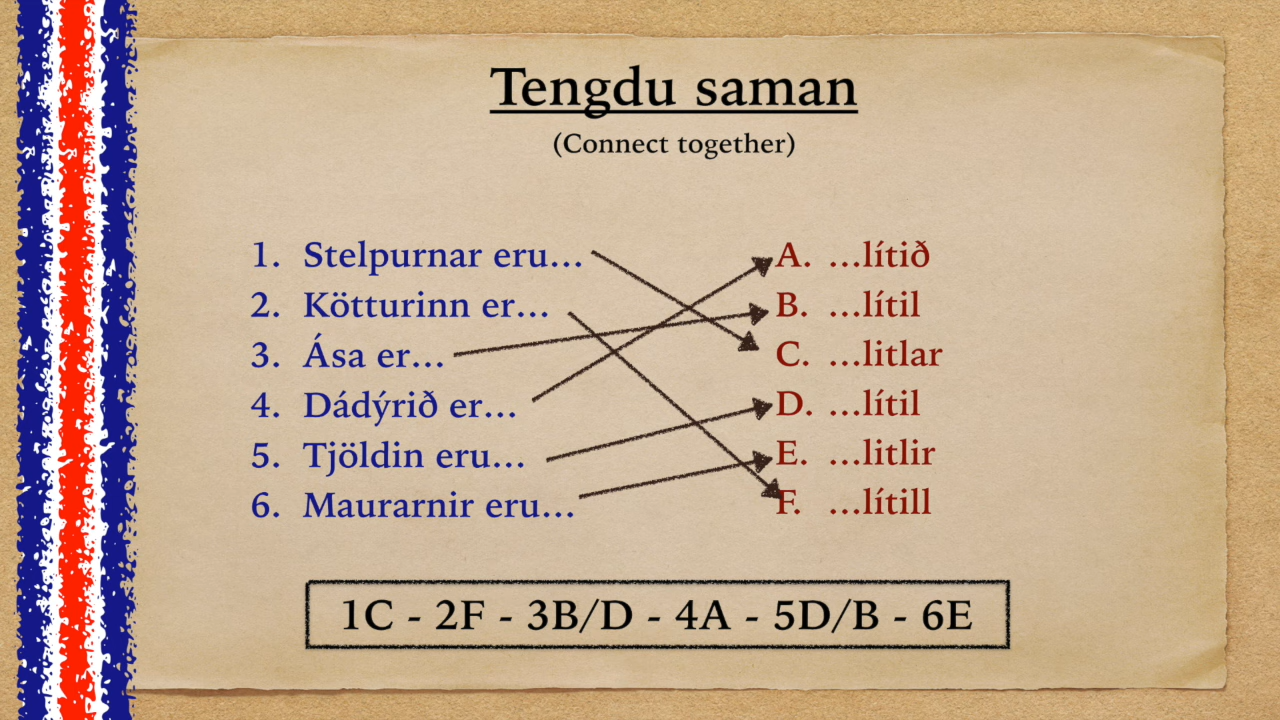 Tengdu saman
(Connect together)
1. Stelpurnar eru...
2. Kötturinn er...
3. Ása er...
4. Dádýrið er...
5. Tjöldin eru...
6. Maurarnir eru...
A. ...lítið
B. ...lítil
C. ...litlar
D. ...lítil
E. ...litlir
F. ...lítill
1C - 2F - 3B/D - 4A - 5D/B - 6E